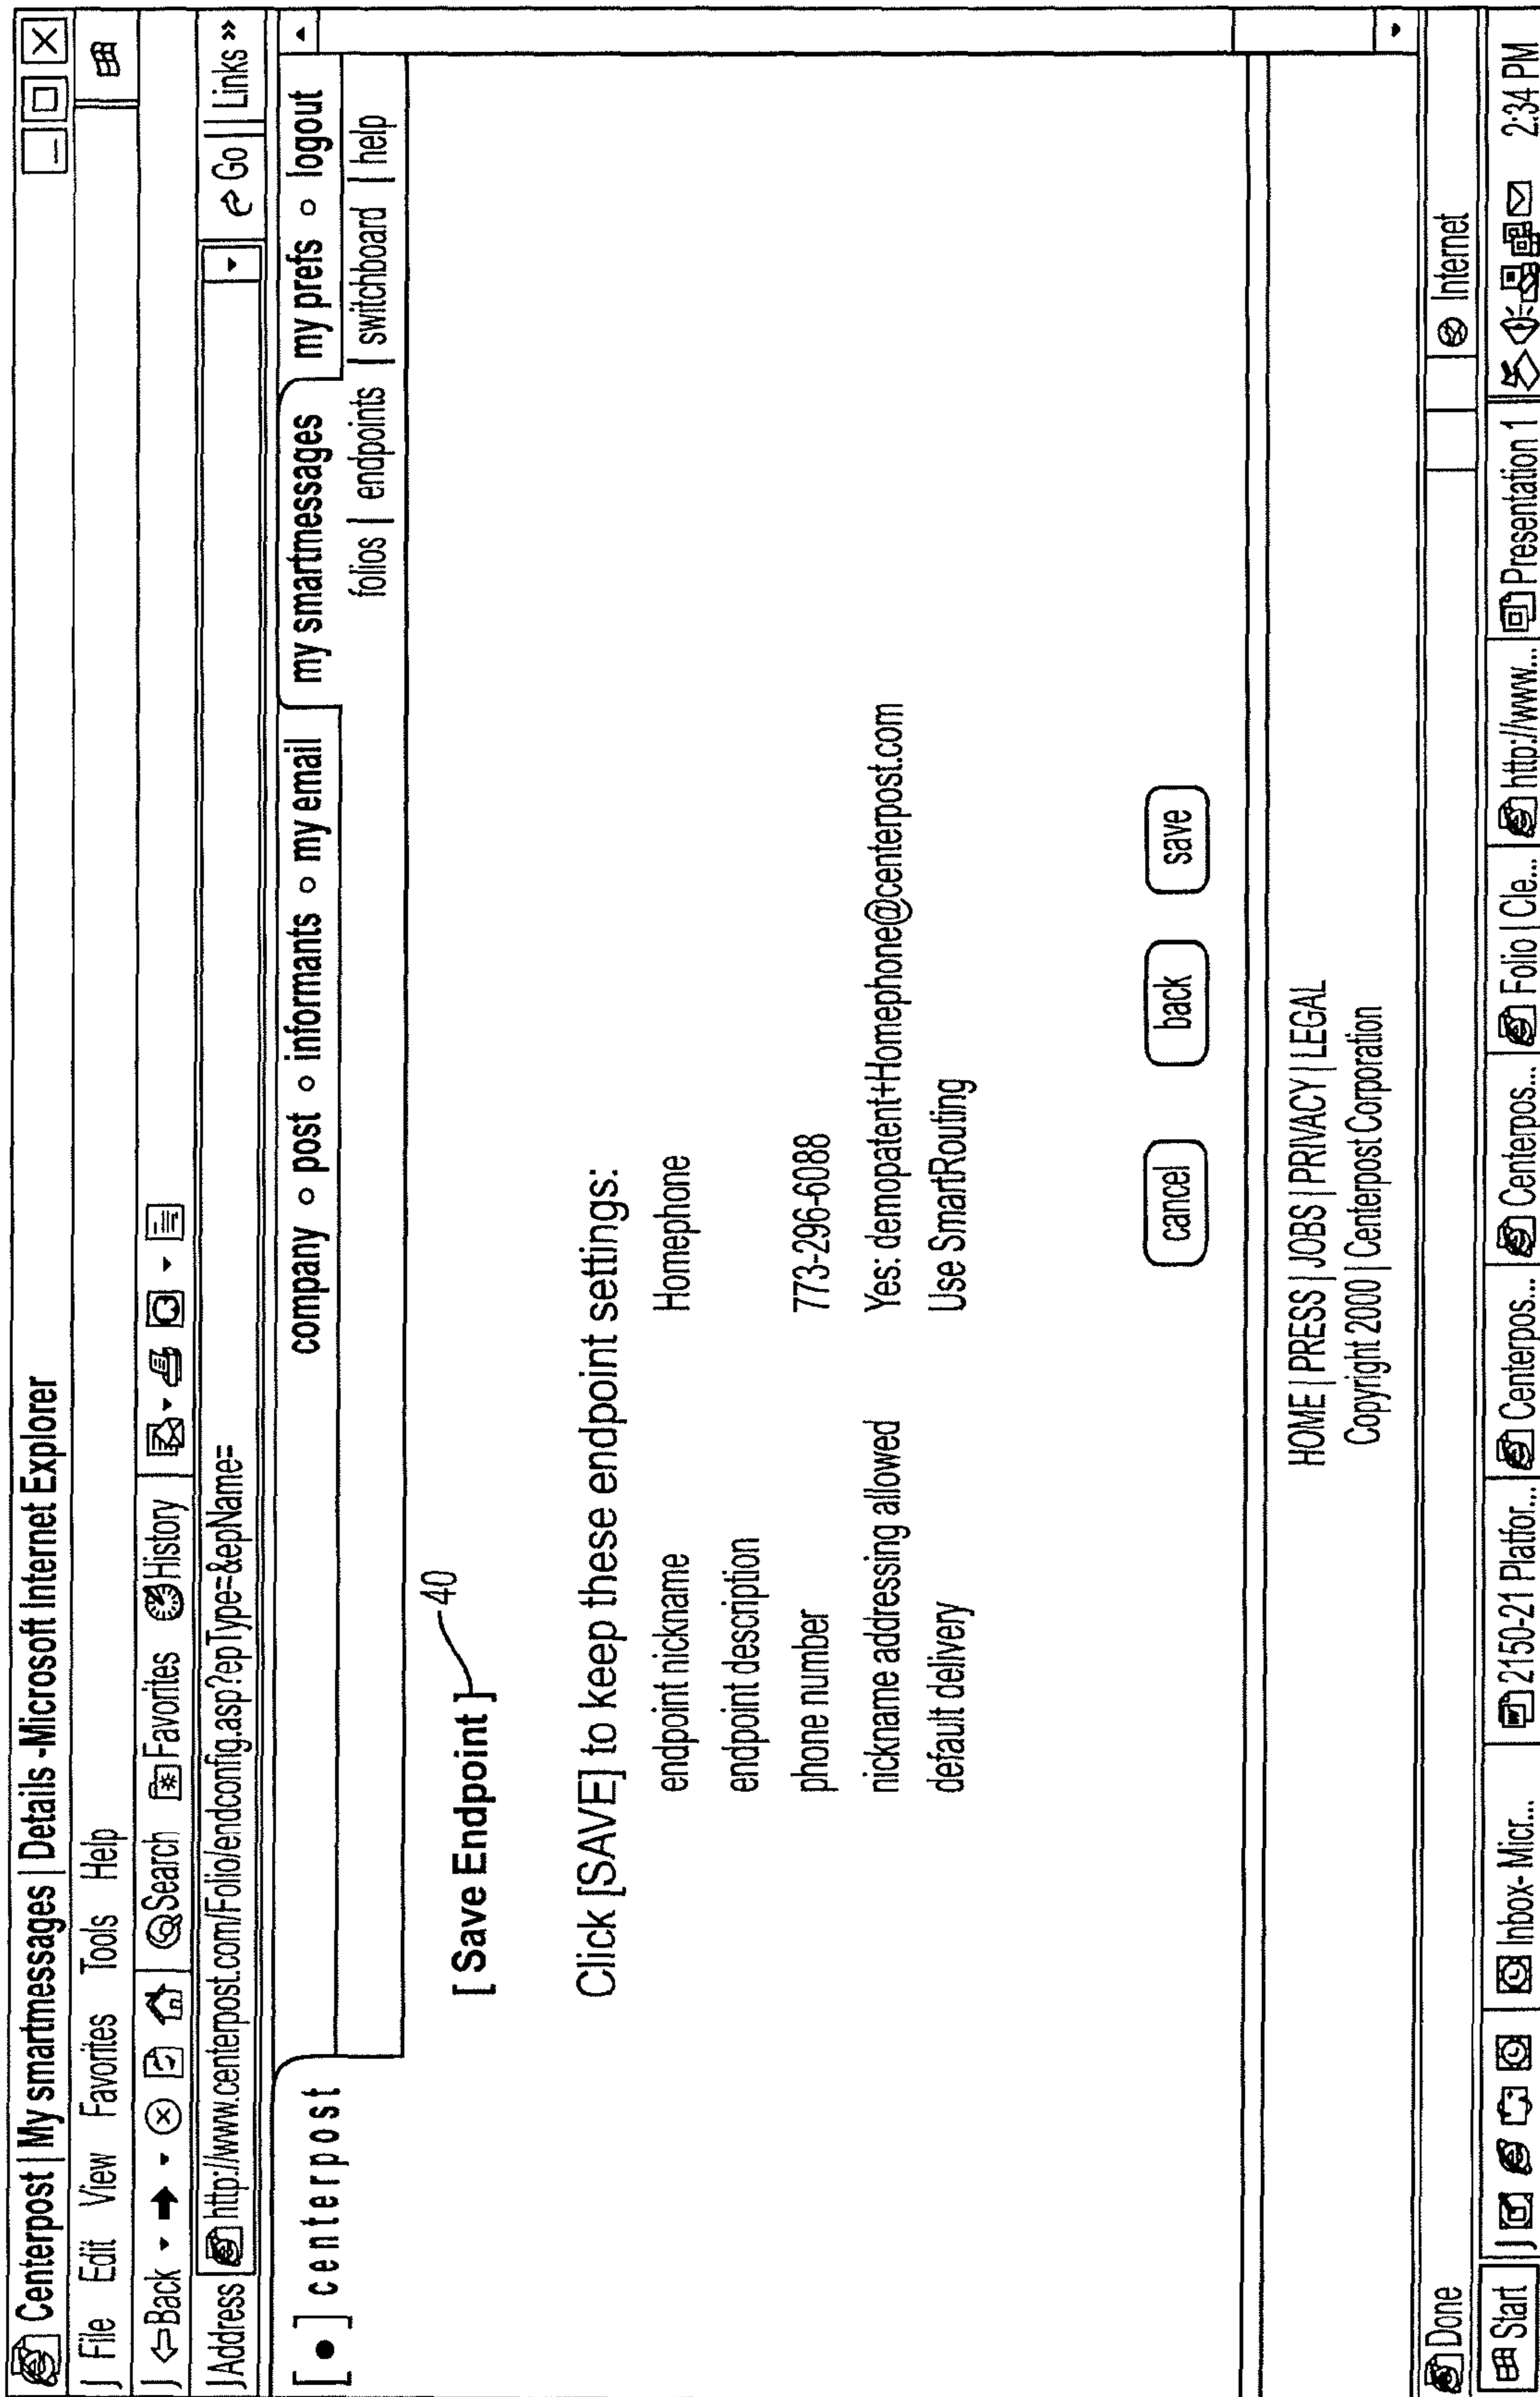 Centerpost | My smartmessages | Details -Microsoft Internet Explorer
File Edit View Favorites Tools Help
Back Search Favorites History
Address http://www.centerpost.com/Folio/endconfig.asp?epType=&epName= Go Links »
[ • ] centerpost company o post o informants o my email my smartmessages my prefs o logout
folios | endpoints | switchboard | help
[ Save Endpoint ] 40
Click [SAVE] to keep these endpoint settings:
endpoint nickname Homephone
endpoint description
phone number 773-296-6088
nickname addressing allowed Yes: demopatent+Homephone@centerpost.com
default delivery Use SmartRouting
cancel back save
HOME | PRESS | JOBS | PRIVACY | LEGAL
Copyright 2000 | Centerpost Corporation
Done Internet
Start Inbox- Micr... 2150-21 Platfor... Centerpos... Centerpos... Folio | Cle... http://www... Presentation 1 2:34 PM